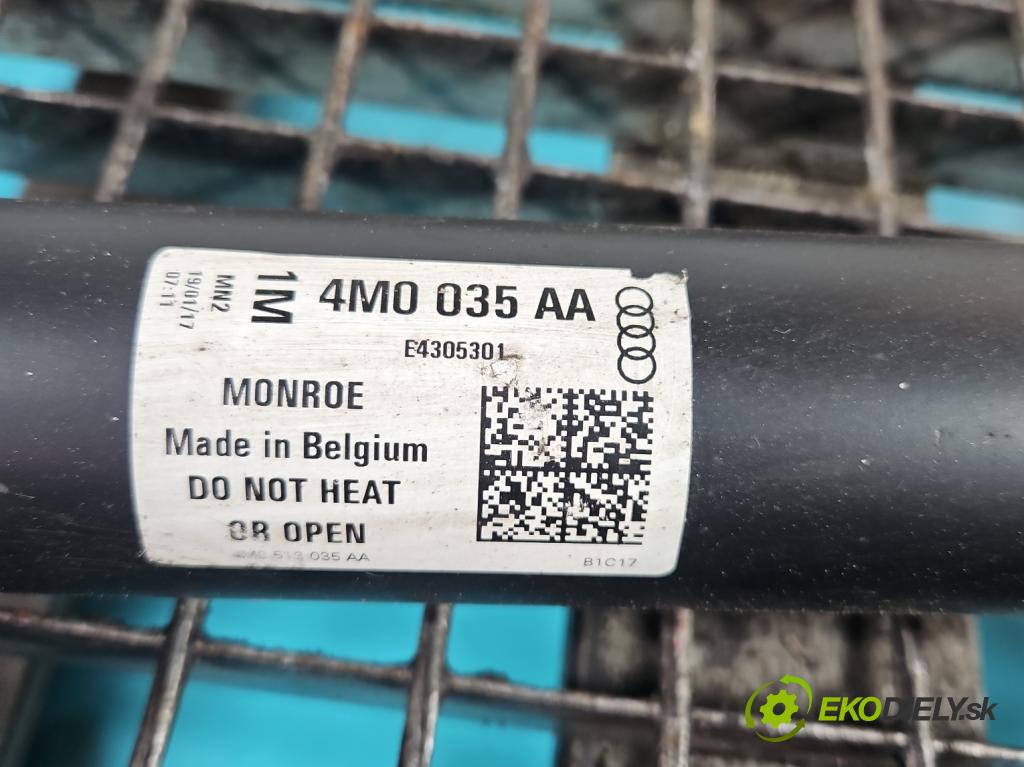 MN2
19/01/17
07:11
1M
4M0 035 AA
E4305301
MONROE
Made in Belgium
DO NOT HEAT
OR OPEN
4M0 513 035 AA
B1C17
EKODIELY.sk